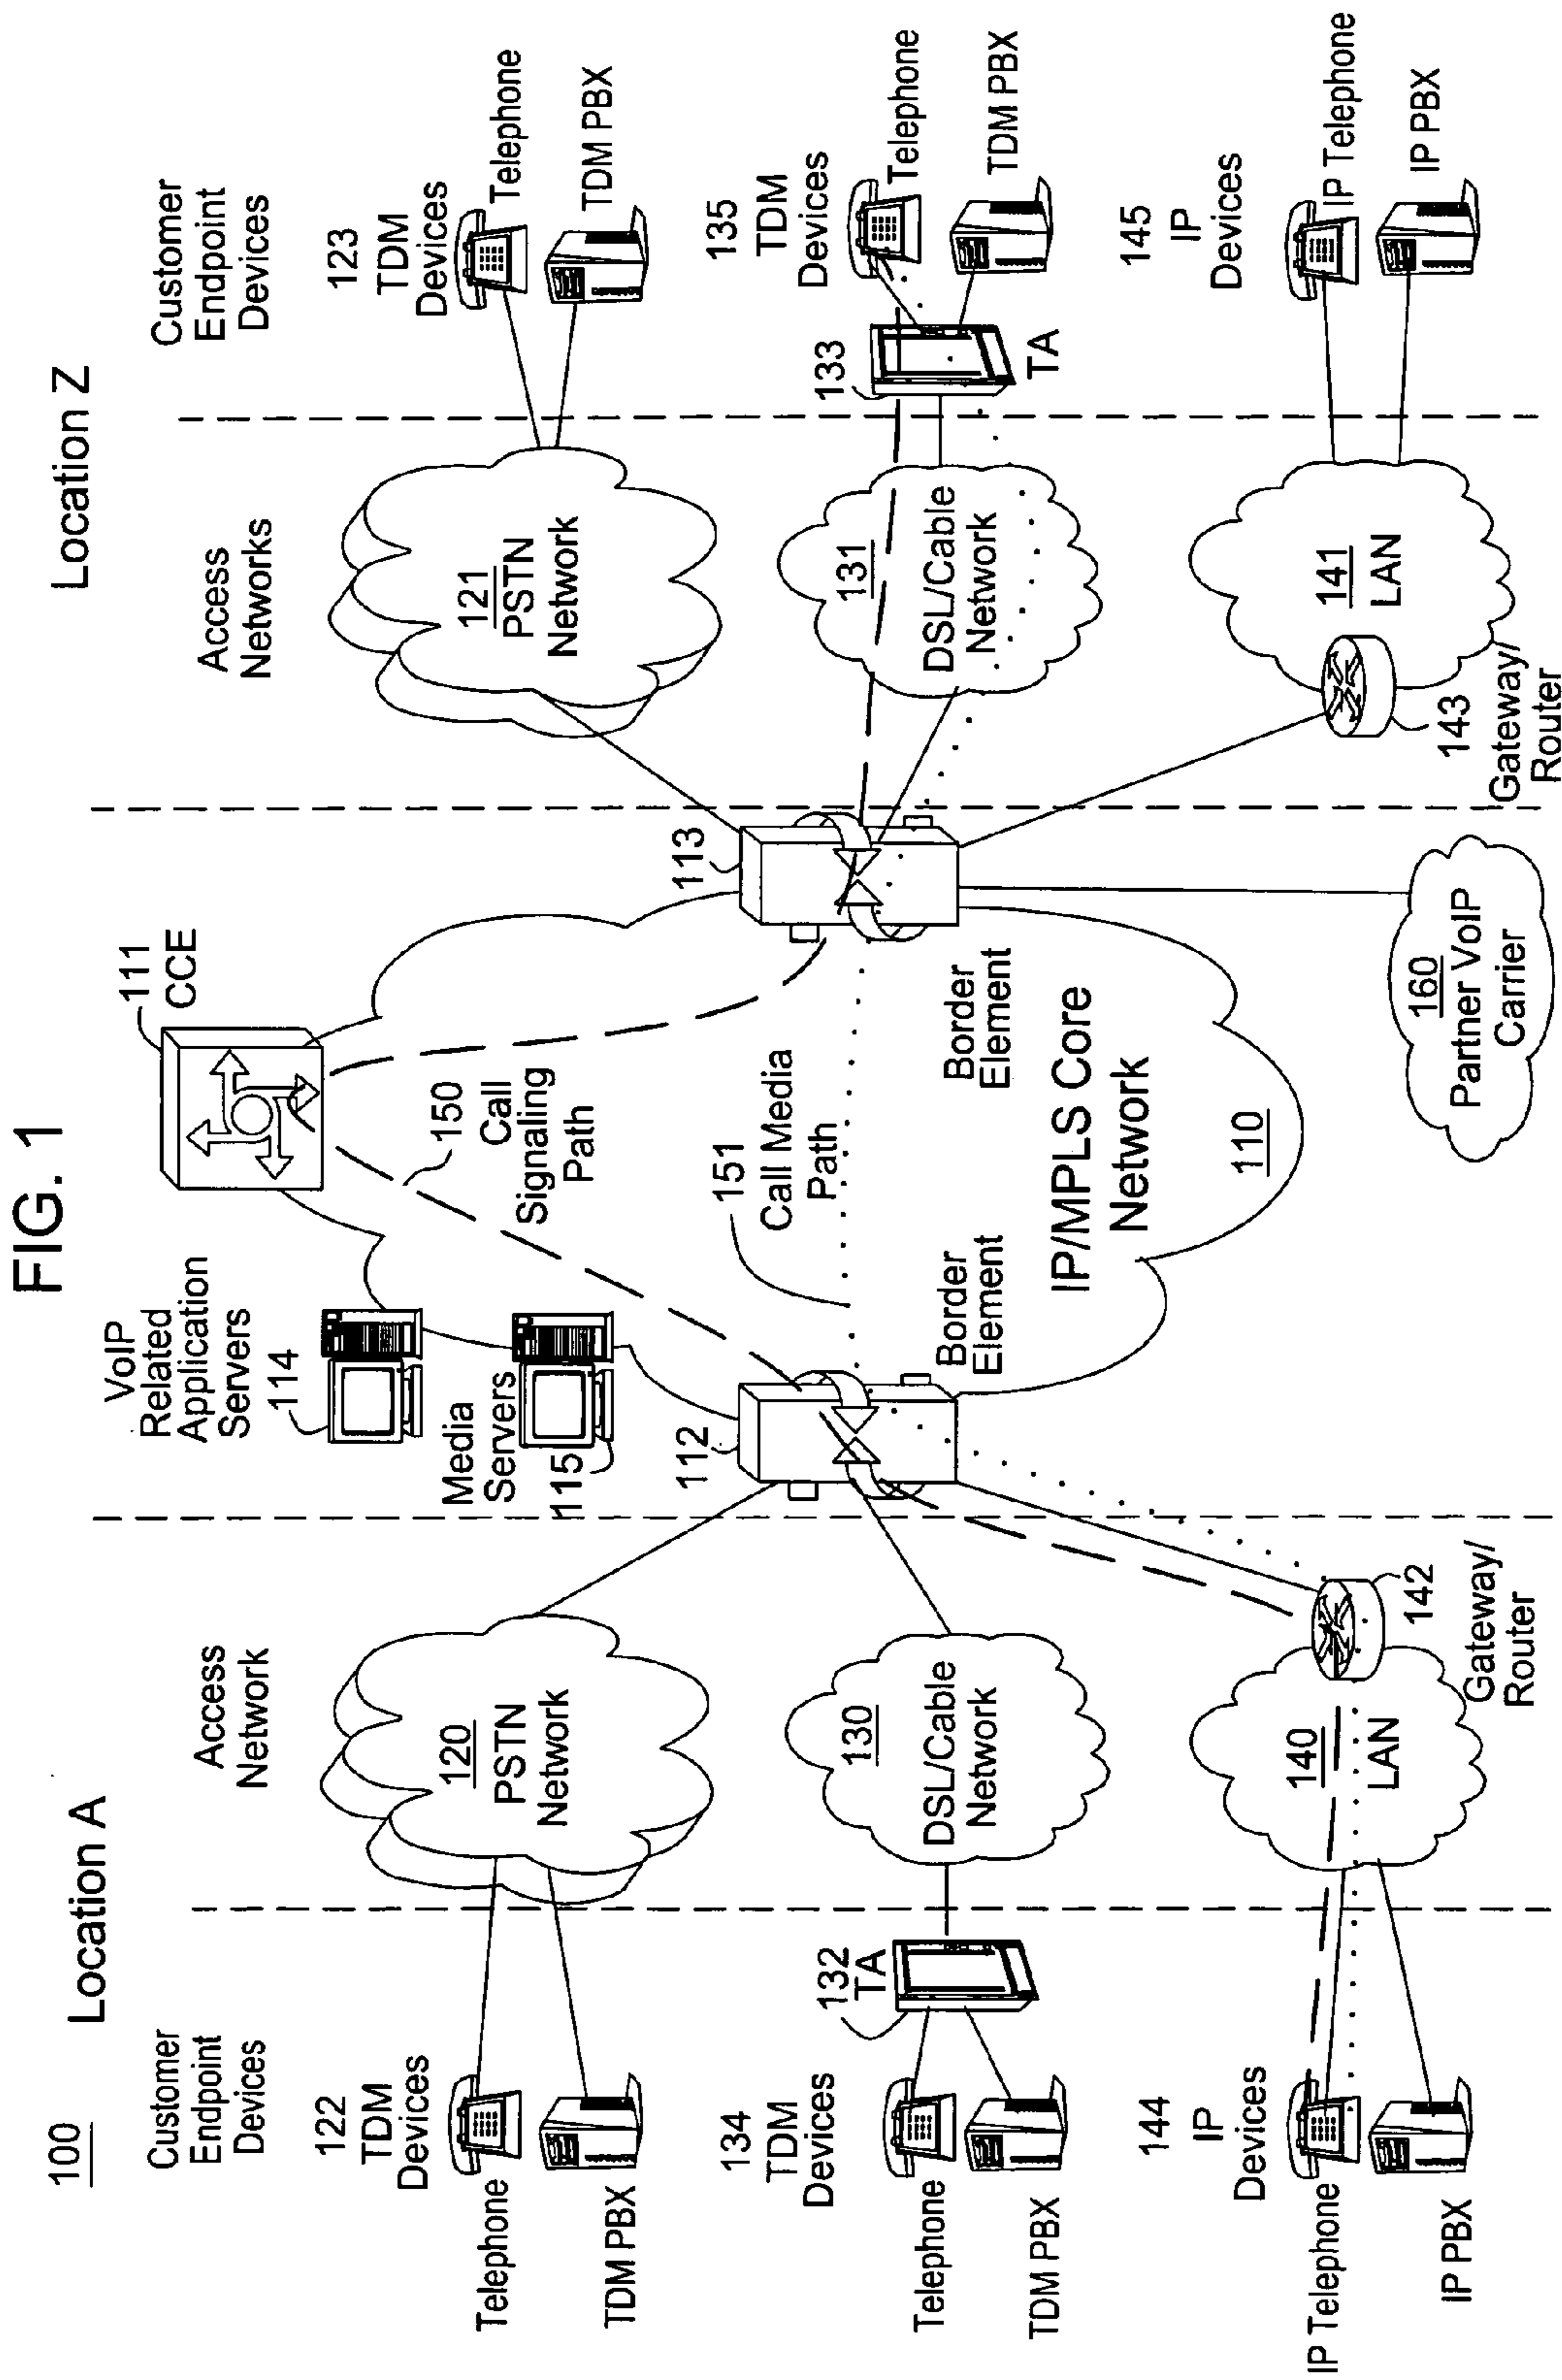 FIG. 1
100
Location A
Location Z
Customer
Endpoint
Devices
Access
Network
VoIP
Related
Application
Servers
114
Media
Servers
115
111
CCE
Access
Networks
Customer
Endpoint
Devices
122
TDM
Devices
Telephone
TDM PBX
120
PSTN
Network
112
150
Call
Signaling
Path
151
Call Media
Path
113
121
PSTN
Network
123
TDM
Devices
Telephone
TDM PBX
134
TDM
Devices
Telephone
TDM PBX
132
TA
130
DSL/Cable
Network
Border
Element
Border
Element
131
DSL/Cable
Network
133
TA
135
TDM
Devices
Telephone
TDM PBX
IP/MPLS Core
Network
110
144
IP
Devices
IP Telephone
IP PBX
140
LAN
142
Gateway/
Router
160
Partner VoIP
Carrier
143
Gateway/
Router
141
LAN
145
IP
Devices
IP Telephone
IP PBX